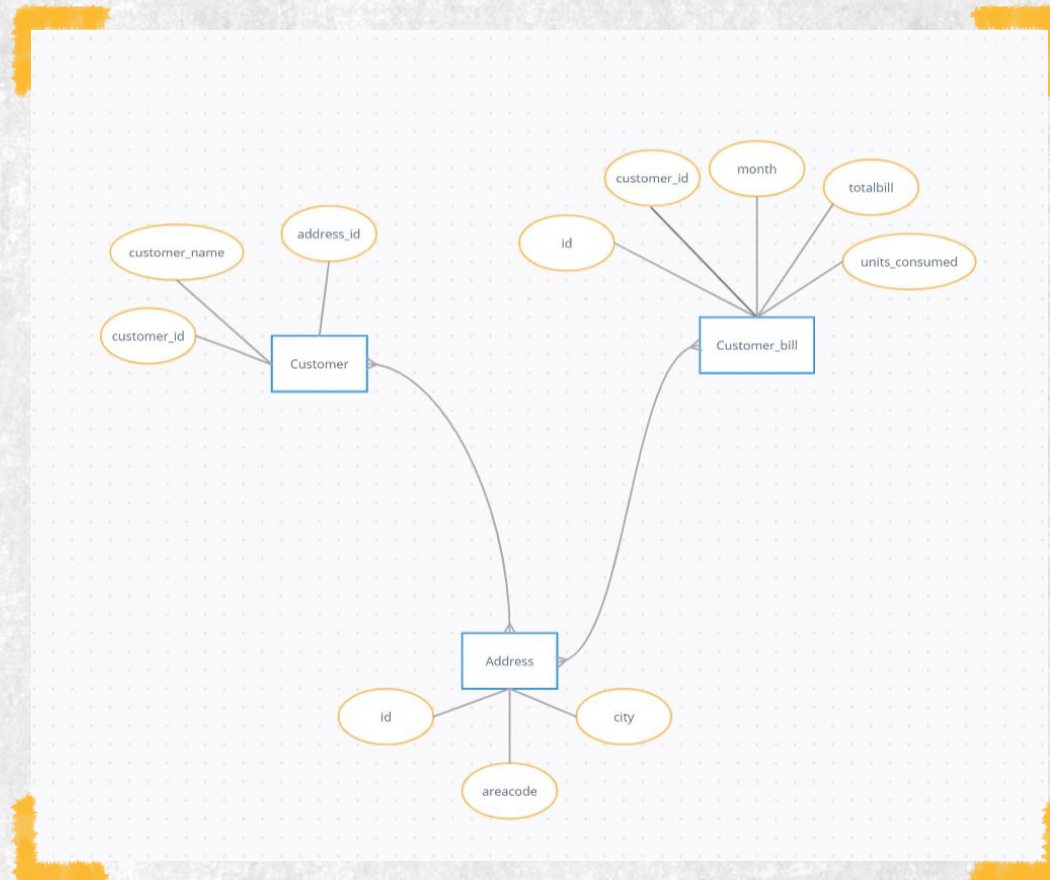 customer_id
month
totalbill
id
units_consumed
customer_name
address_id
customer_id
Customer
Customer_bill
Address
id
city
areacode